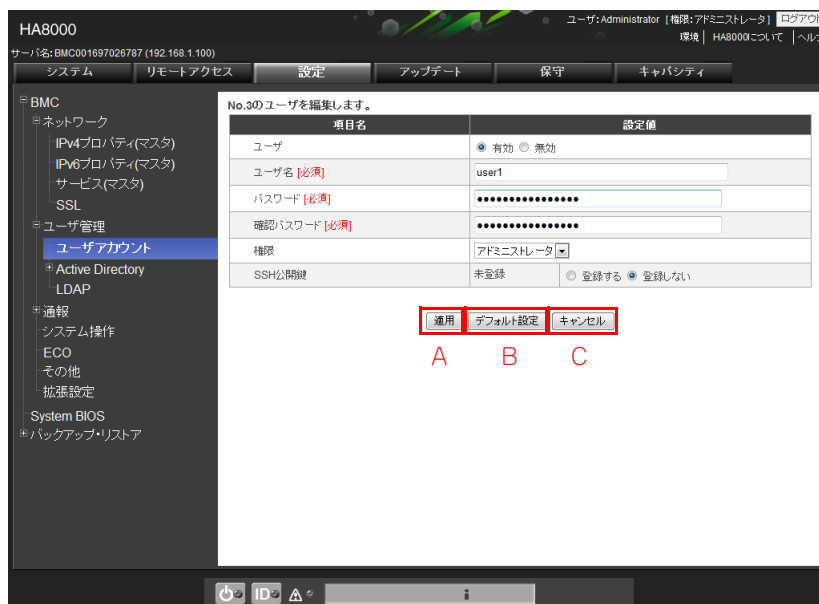 HA8000
ユーザ:Administrator [権限:アドミニストレータ] ログアウト
環境 | HA8000について | ヘル
サーバ名:BMC001697026787 (192.168.1.100)
システム リモートアクセス 設定 アップデート 保守 キャパシティ
BMC
ネットワーク
IPv4プロパティ(マスタ)
IPv6プロパティ(マスタ)
サービス(マスタ)
SSL
ユーザ管理
ユーザアカウント
Active Directory
LDAP
通報
システム操作
ECO
その他
拡張設定
System BIOS
バックアップ・リストア
No.3のユーザを編集します。
項目名 設定値
ユーザ 有効 無効
ユーザ名 [必須] user1
パスワード [必須] ●●●●●●●●●●●●●●●●
確認パスワード [必須] ●●●●●●●●●●●●●●●●
権限 アドミニストレータ
SSH公開鍵 未登録 登録する 登録しない
適用 デフォルト設定 キャンセル
A B C
ID